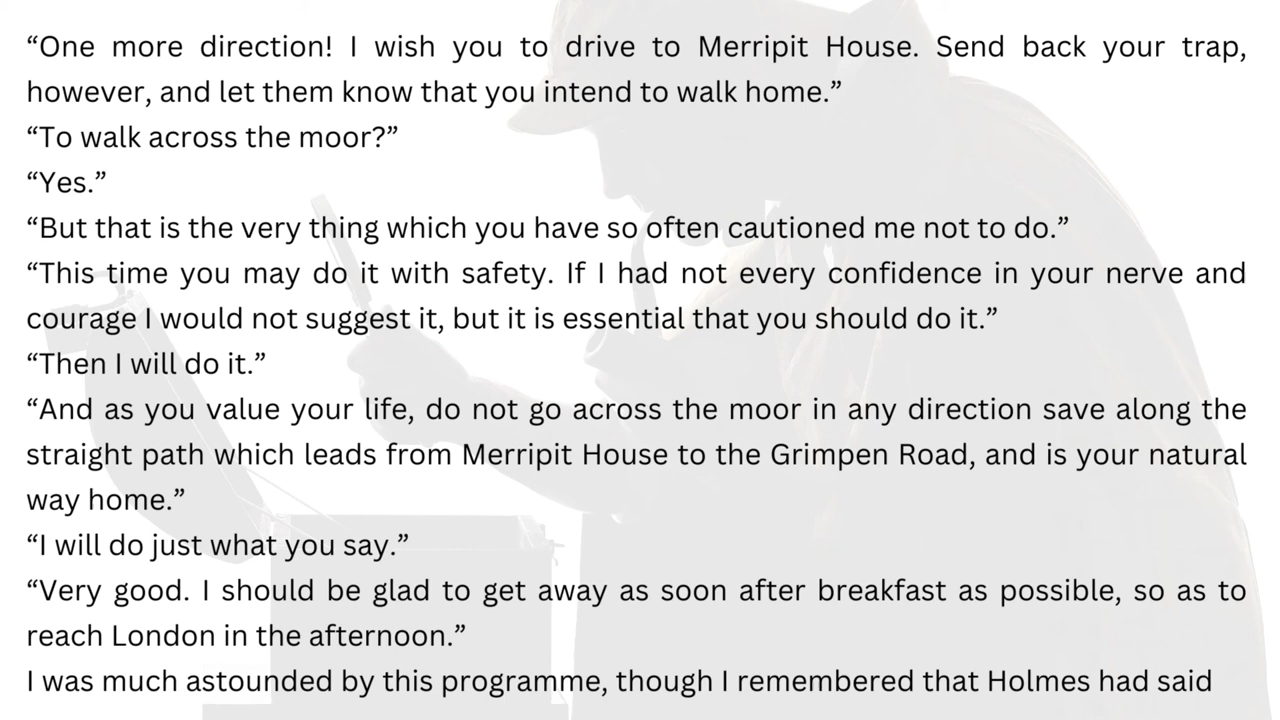 “One more direction! I wish you to drive to Merripit House. Send back your trap,
however, and let them know that you intend to walk home.”
“To walk across the moor?”
“Yes.”
“But that is the very thing which you have so often cautioned me not to do.”
“This time you may do it with safety. If I had not every confidence in your nerve and
courage I would not suggest it, but it is essential that you should do it.”
“Then I will do it.”
“And as you value your life, do not go across the moor in any direction save along the
straight path which leads from Merripit House to the Grimpen Road, and is your natural
way home.”
“I will do just what you say.”
“Very good. I should be glad to get away as soon after breakfast as possible, so as to
reach London in the afternoon.”
I was much astounded by this programme, though I remembered that Holmes had said